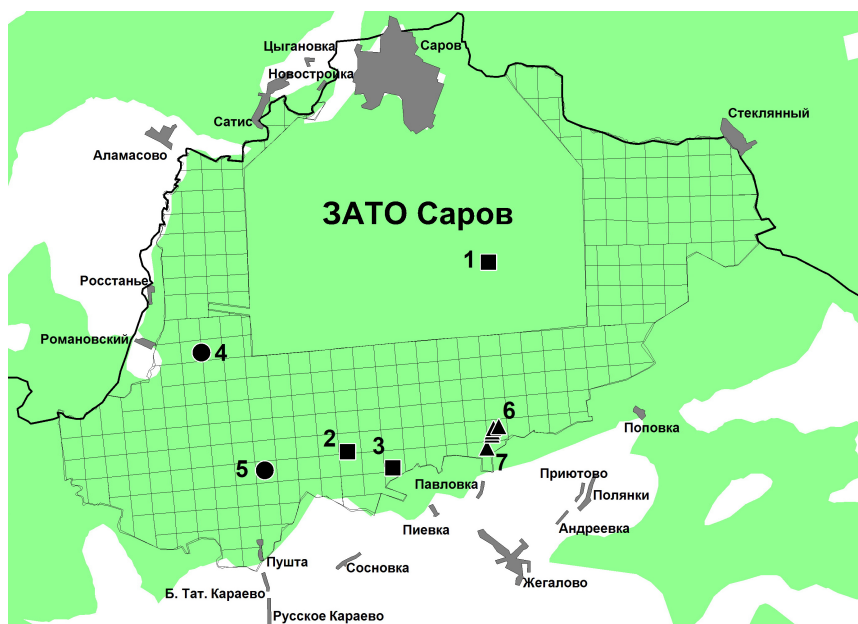 Цыгановка
Саров
Новостройка
Сатис
Стеклянный
Аламасово
ЗАТО Саров
1
Росстанье
Романовский
4
6
Поповка
2
3
5
7
Павловка
Приютово
Полянки
Пиевка
Андреевка
Пушта
Сосновка
Жегалово
Б. Тат. Караево
Русское Караево